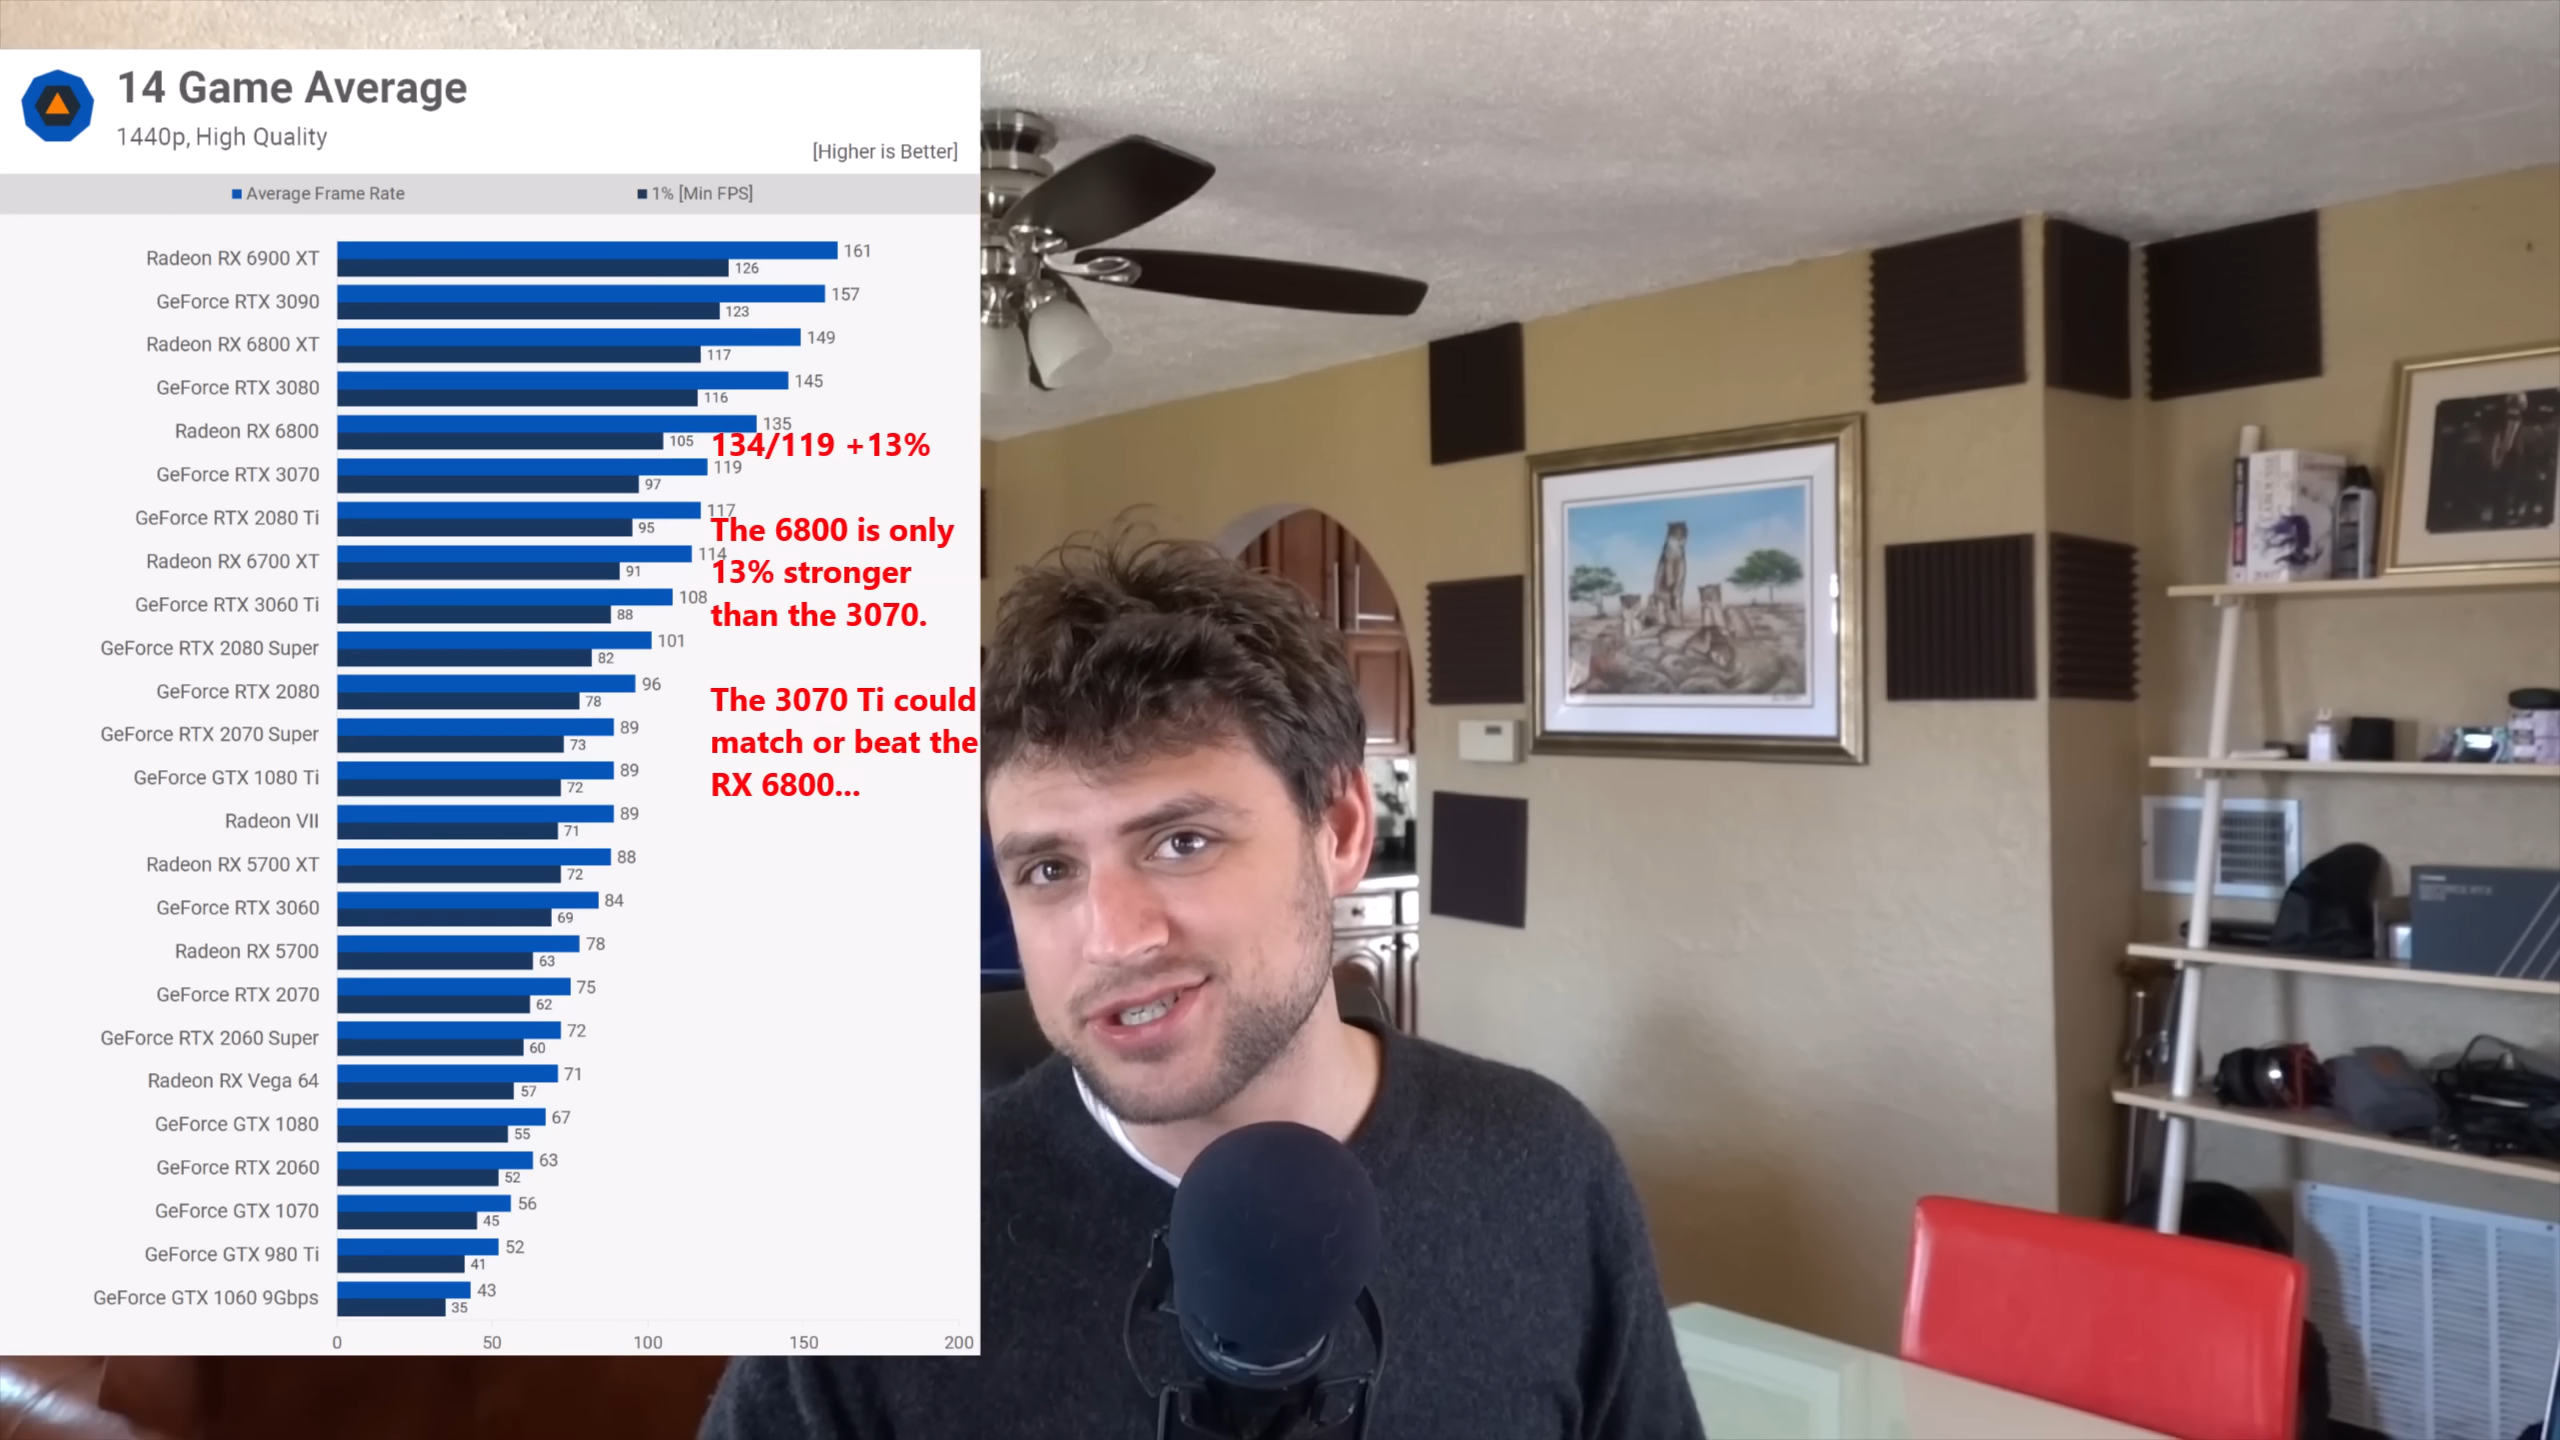 14 Game Average
1440p, High Quality
[Higher is Better]
Average Frame Rate
1% [Min FPS]
Radeon RX 6900 XT 161
126
GeForce RTX 3090 157
123
Radeon RX 6800 XT 149
117
GeForce RTX 3080 145
116
Radeon RX 6800 135
105
134/119 +13%
GeForce RTX 3070 119
97
GeForce RTX 2080 Ti 117
95
The 6800 is only
13% stronger
than the 3070.
Radeon RX 6700 XT 114
91
GeForce RTX 3060 Ti 108
88
GeForce RTX 2080 Super 101
82
GeForce RTX 2080 96
78
The 3070 Ti could
match or beat the
RX 6800...
GeForce RTX 2070 Super 89
73
GeForce GTX 1080 Ti 89
72
Radeon VII 89
71
Radeon RX 5700 XT 88
72
GeForce RTX 3060 84
69
Radeon RX 5700 78
63
GeForce RTX 2070 75
62
GeForce RTX 2060 Super 72
60
Radeon RX Vega 64 71
57
GeForce GTX 1080 67
55
GeForce RTX 2060 63
52
GeForce GTX 1070 56
45
GeForce GTX 980 Ti 52
41
GeForce GTX 1060 9Gbps 43
35
0 50 100 150 200